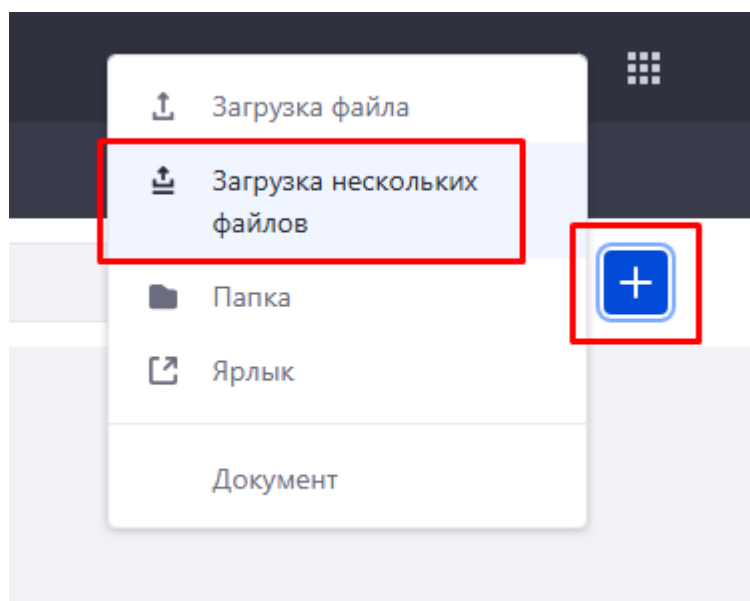 Загрузка файла
Загрузка нескольких
файлов
Папка
Ярлык
Документ